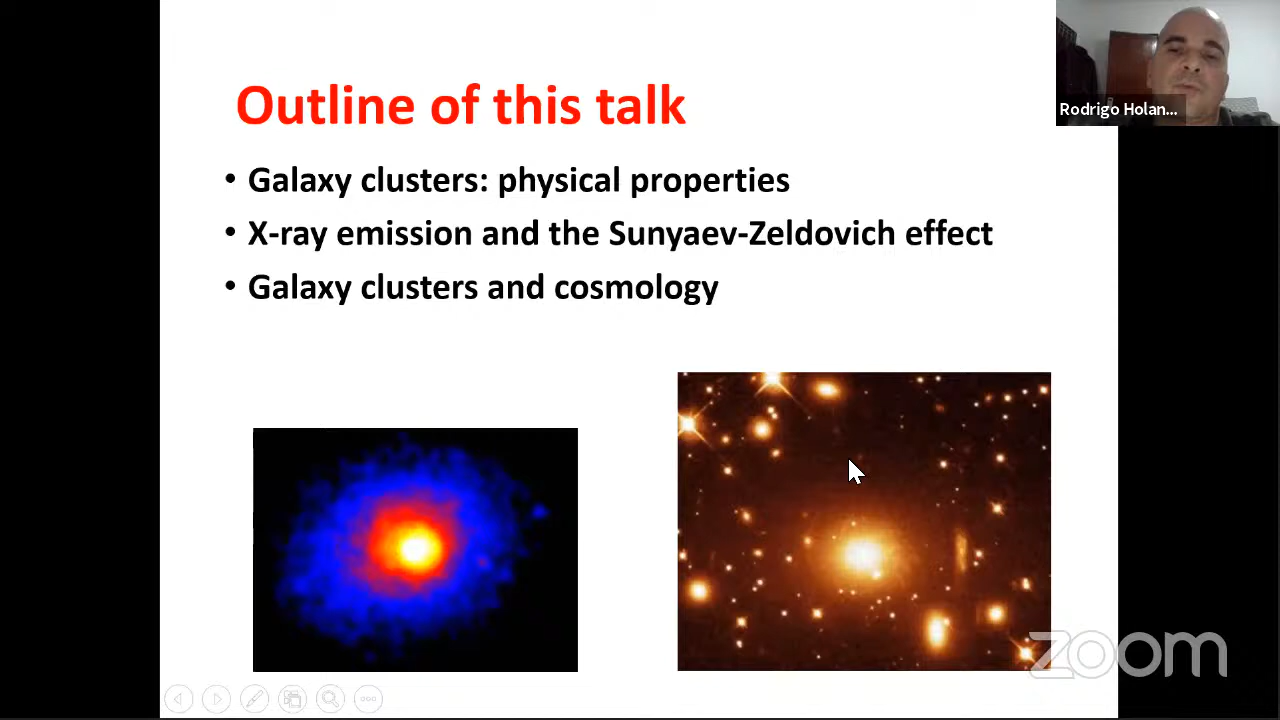 Outline of this talk
• Galaxy clusters: physical properties
• X-ray emission and the Sunyaev-Zeldovich effect
• Galaxy clusters and cosmology
Rodrigo Holan...
zoom